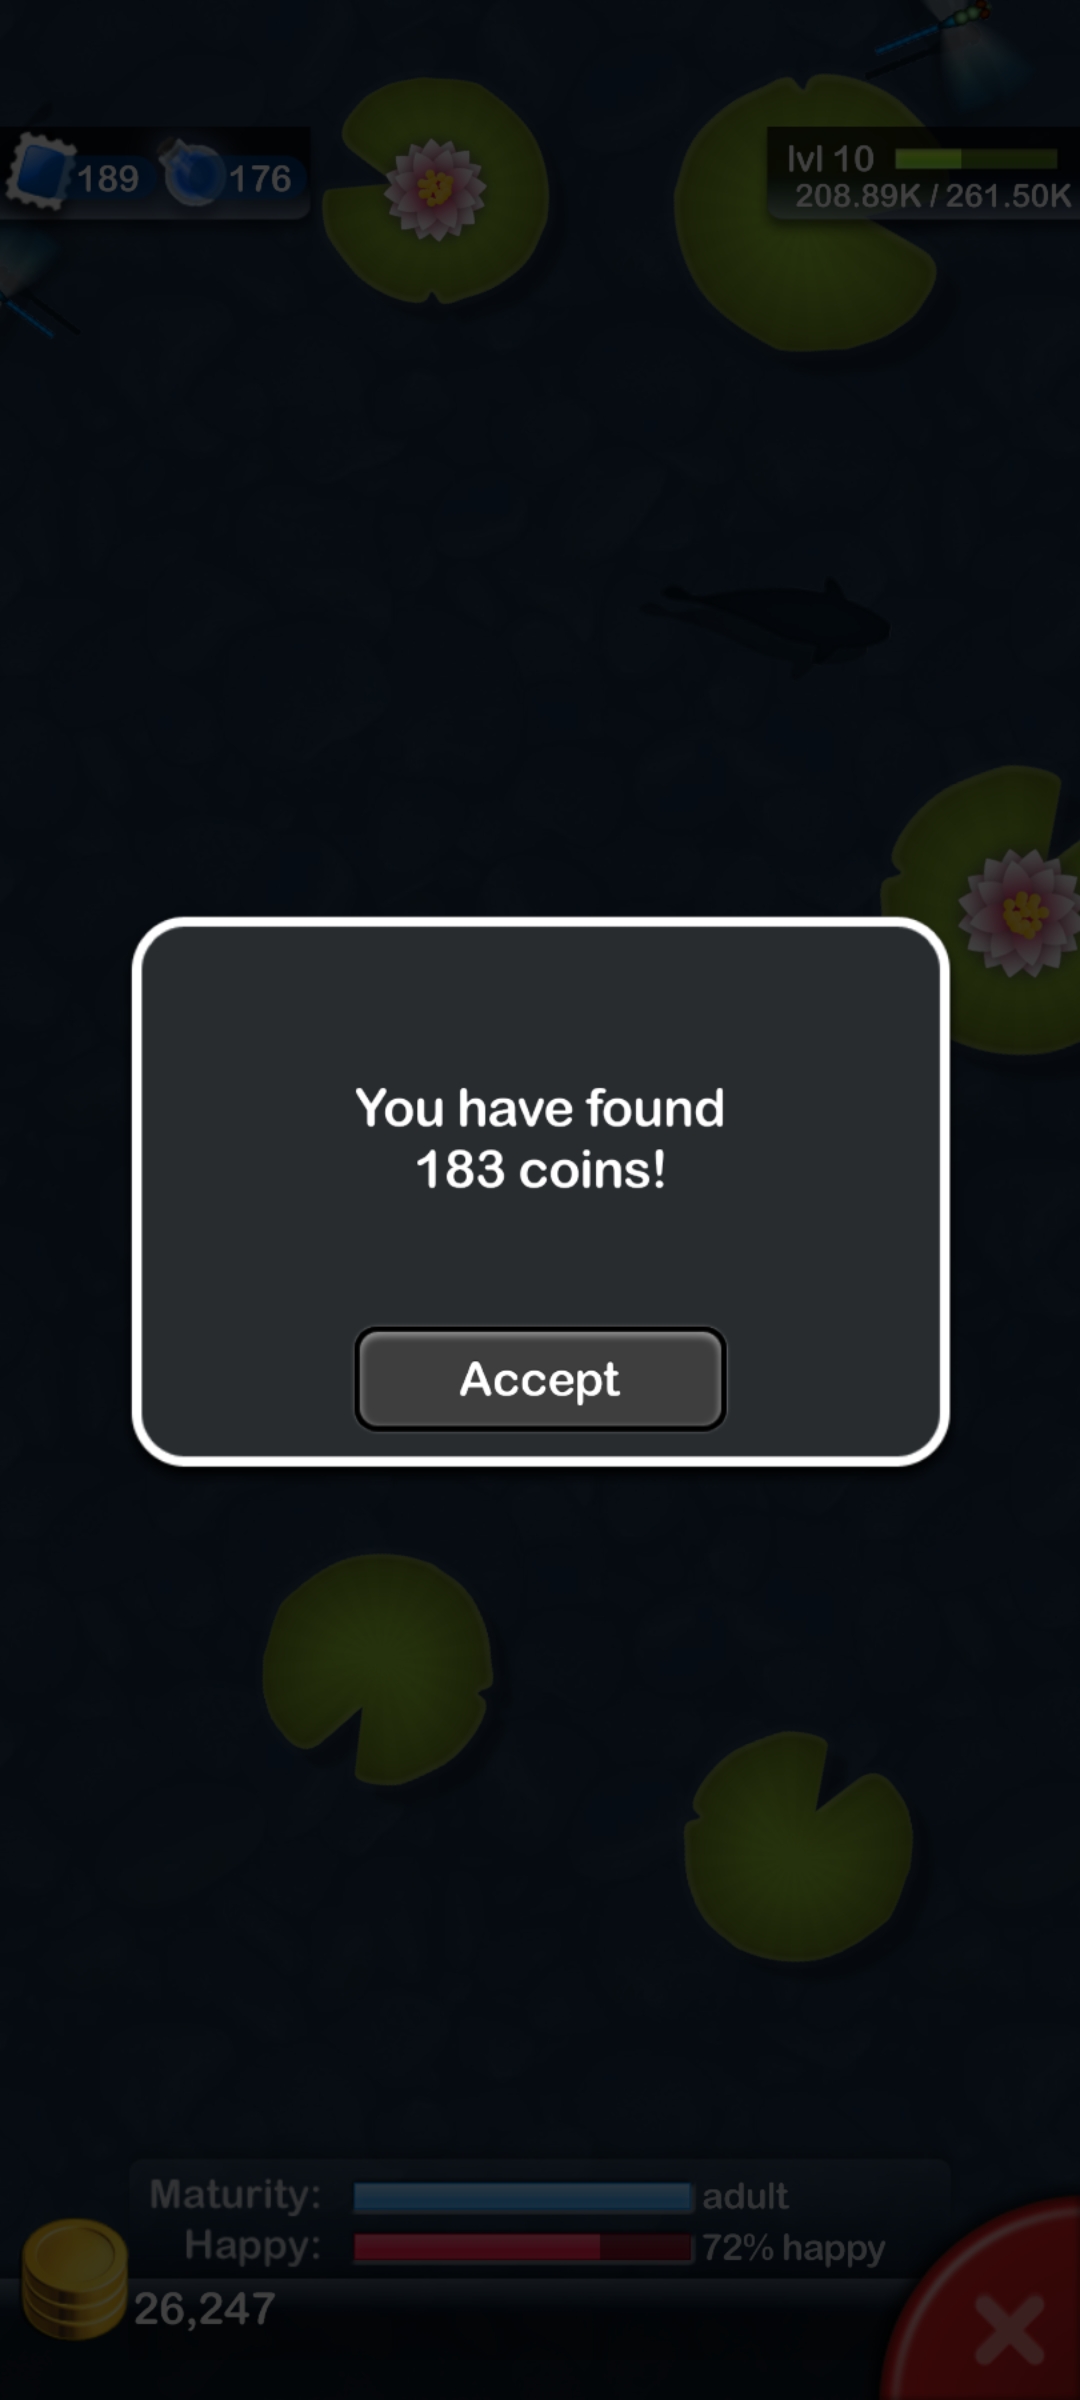 189 176
lvl 10
208.89K / 261.50K
You have found
183 coins!
Accept
Maturity: adult
Happy: 72% happy
26,247